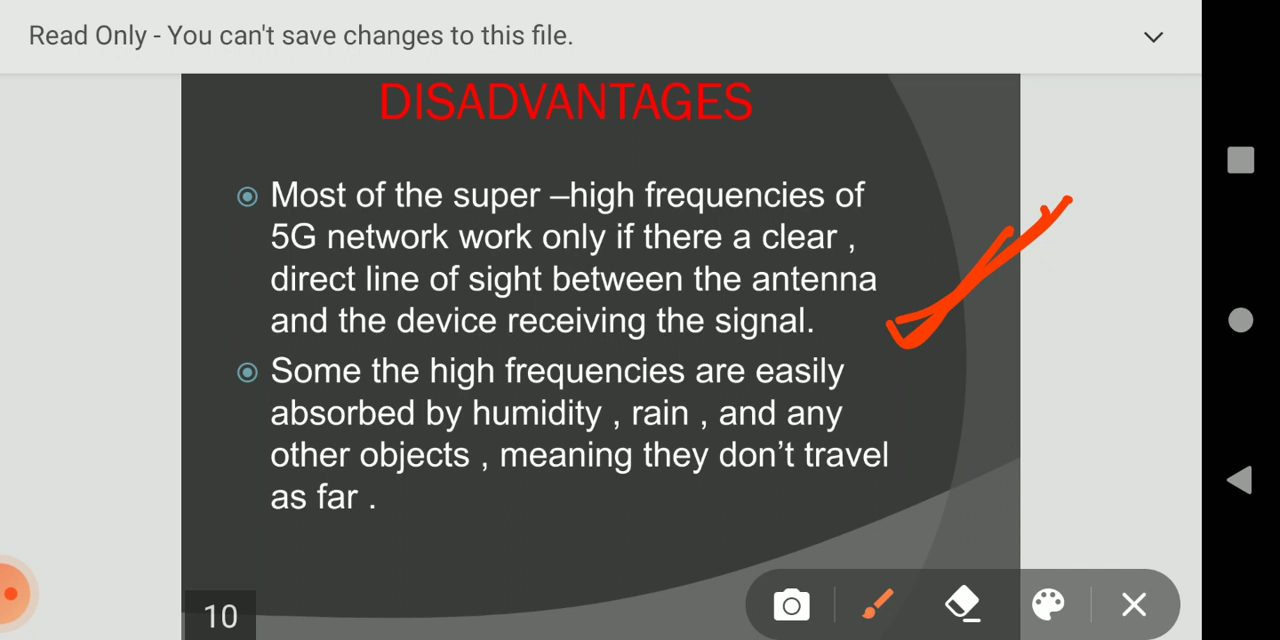 Read Only - You can't save changes to this file.
DISADVANTAGES
Most of the super –high frequencies of
5G network work only if there a clear ,
direct line of sight between the antenna
and the device receiving the signal.
Some the high frequencies are easily
absorbed by humidity , rain , and any
other objects , meaning they don’t travel
as far .
10